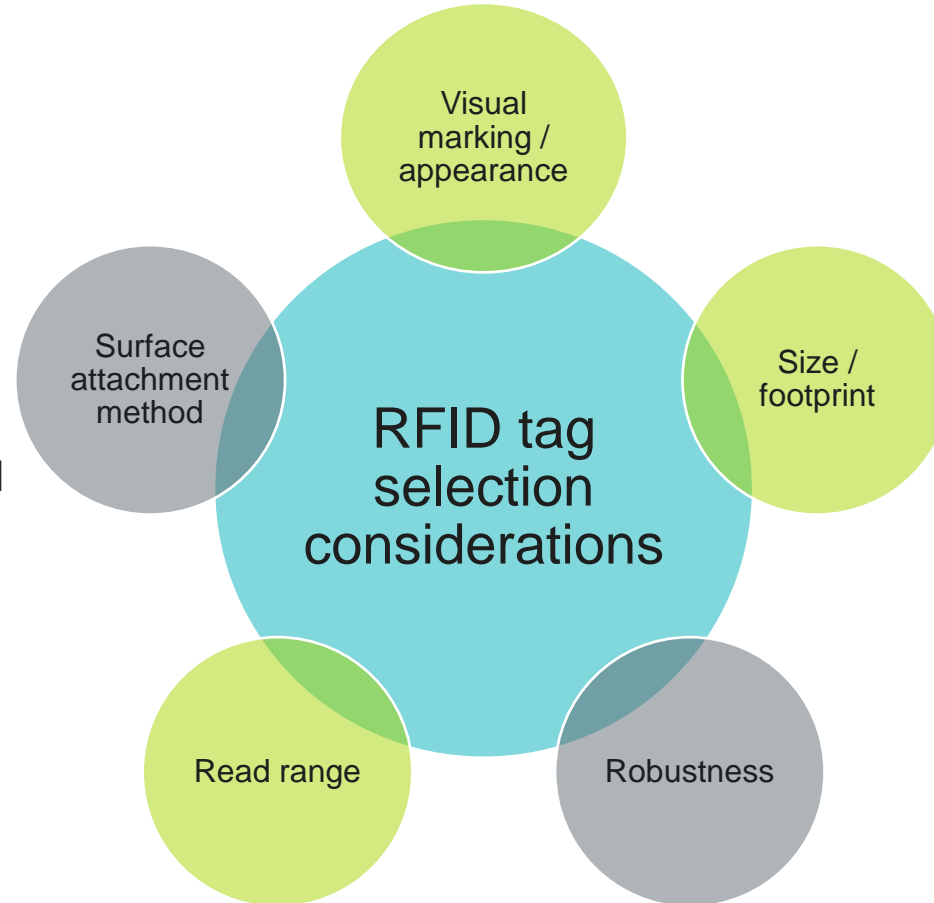 Visual
marking /
appearance
Surface
attachment
method
Size /
footprint
RFID tag
selection
considerations
Read range
Robustness